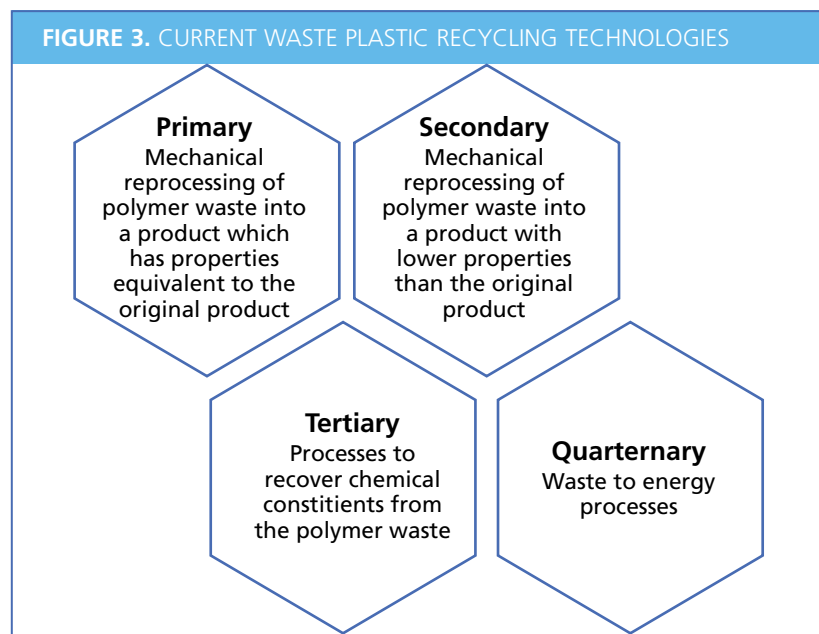 FIGURE 3. CURRENT WASTE PLASTIC RECYCLING TECHNOLOGIES
Primary
Mechanical
reprocessing of
polymer waste into
a product which
has properties
equivalent to the
original product
Secondary
Mechanical
reprocessing of
polymer waste into
a product with
lower properties
than the original
product
Tertiary
Processes to
recover chemical
constitients from
the polymer waste
Quarternary
Waste to energy
processes